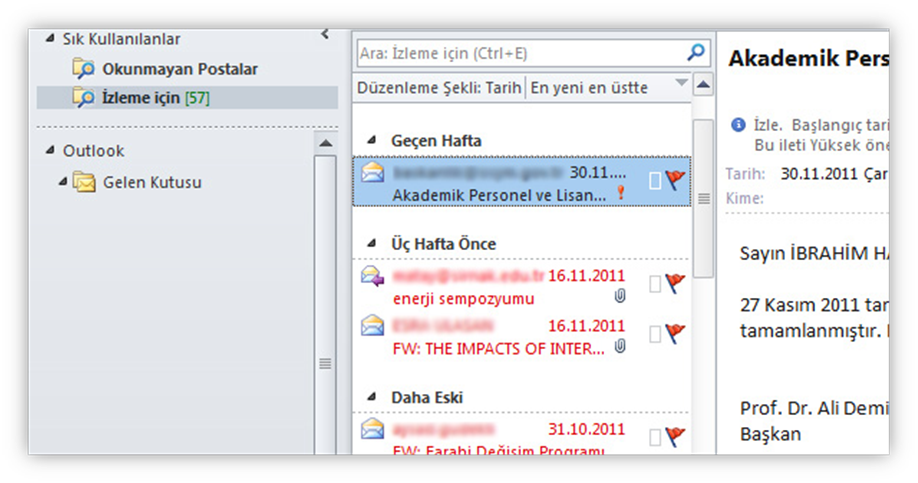 Sık Kullanılanlar
Okunmayan Postalar
İzleme için [57]
Outlook
Gelen Kutusu
Ara: İzleme için (Ctrl+E)
Düzenleme Şekli: Tarih En yeni en üstte
Geçen Hafta
30.11....
Akademik Personel ve Lisan...
Üç Hafta Önce
16.11.2011
enerji sempozyumu
16.11.2011
FW: THE IMPACTS OF INTER...
Daha Eski
31.10.2011
FW: Farabi Değişim Programı
Akademik Pers
İzle. Başlangıç tari
Bu ileti Yüksek öne
Tarih: 30.11.2011 Çar
Kime:
Sayın İBRAHİM HA
27 Kasım 2011 tar
tamamlanmıştır.
Prof. Dr. Ali Demi
Başkan